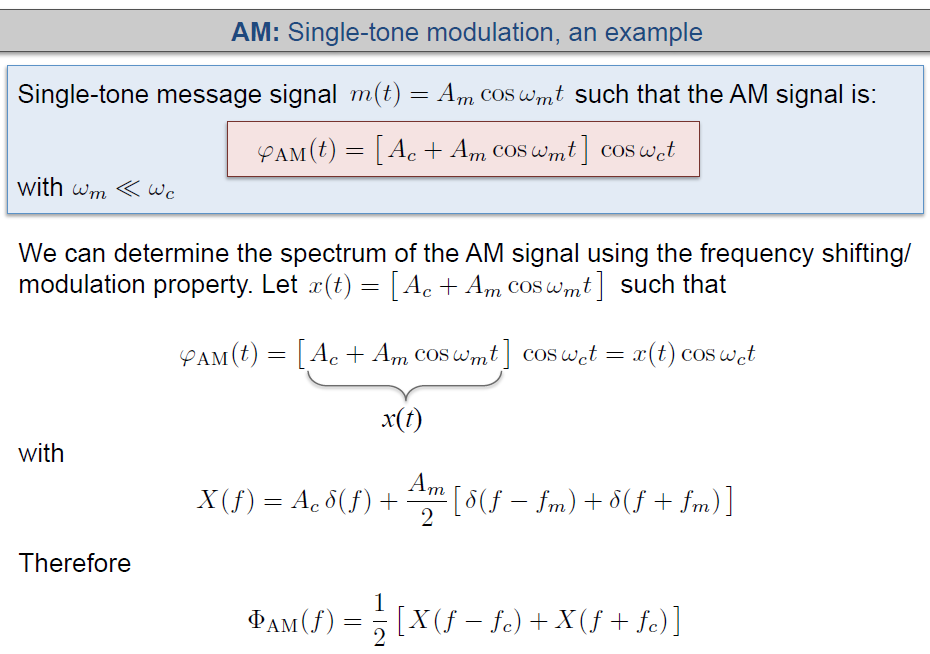 AM: Single-tone modulation, an example
Single-tone message signal m(t) = A_m cos ω_m t such that the AM signal is:
φ_AM(t) = [ A_c + A_m cos ω_m t ] cos ω_c t
with ω_m ≪ ω_c
We can determine the spectrum of the AM signal using the frequency shifting/
modulation property. Let x(t) = [ A_c + A_m cos ω_m t ] such that
φ_AM(t) = [ A_c + A_m cos ω_m t ] cos ω_c t = x(t) cos ω_c t
x(t)
with
X(f) = A_c δ(f) + A_m/2 [ δ(f − f_m) + δ(f + f_m) ]
Therefore
Φ_AM(f) = 1/2 [ X(f − f_c) + X(f + f_c) ]